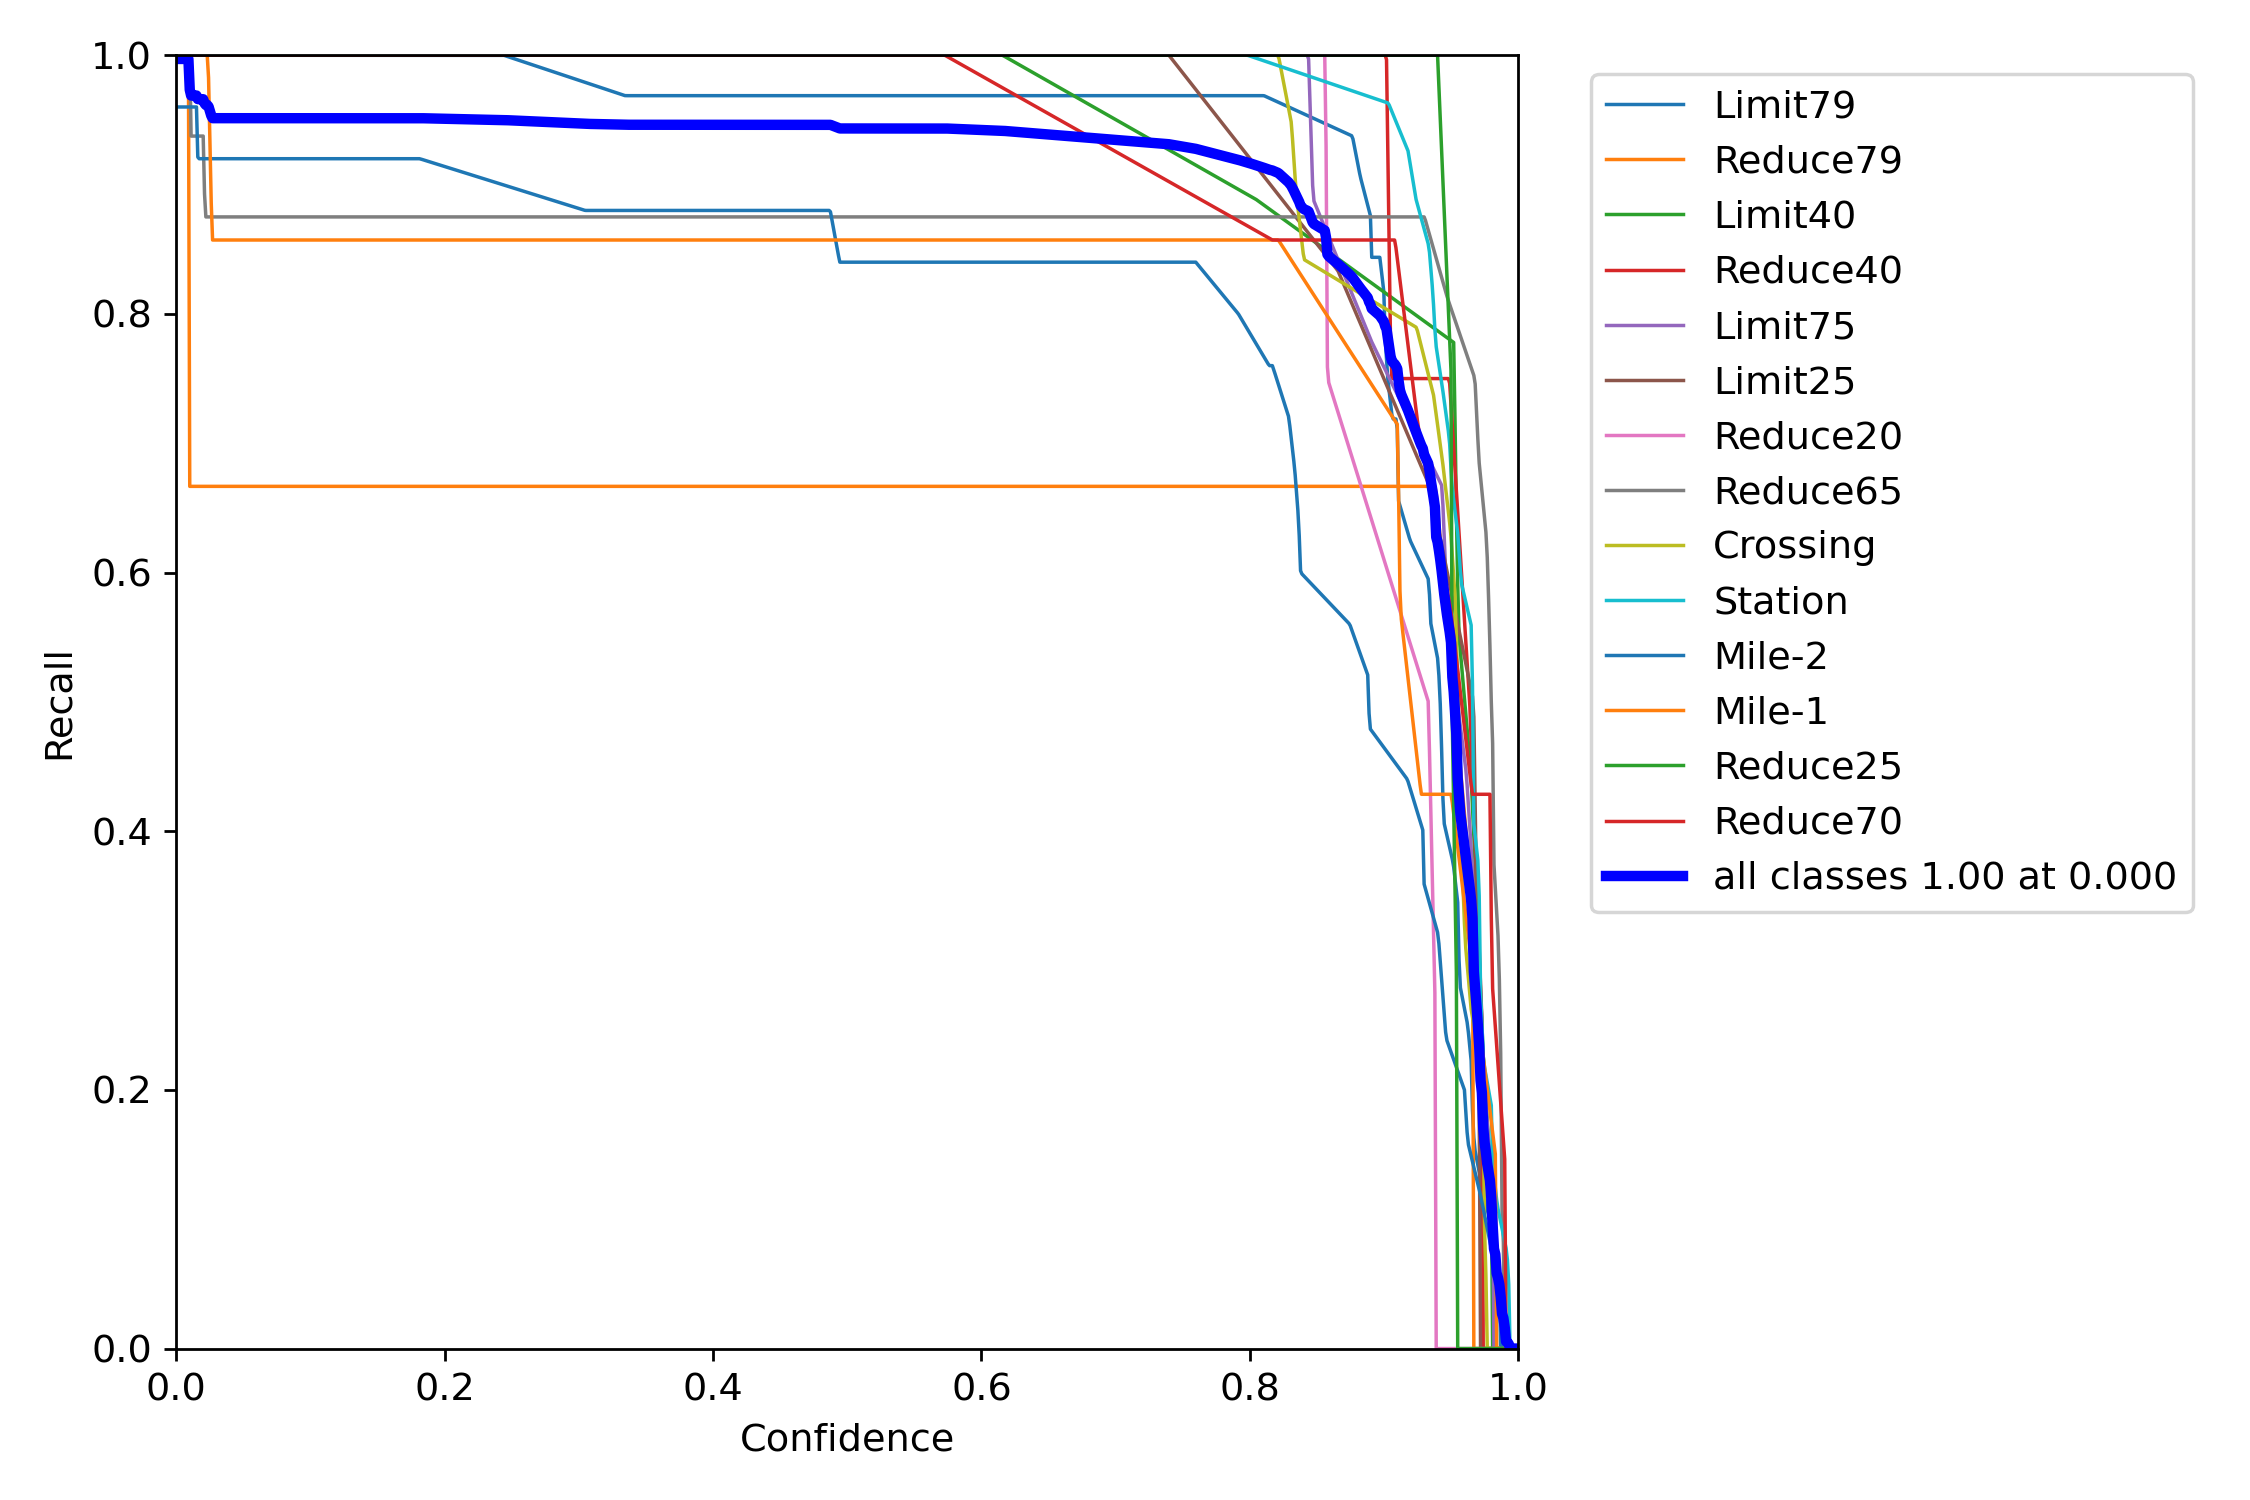 1.0
0.8
0.6
0.4
0.2
0.0
Recall
0.0 0.2 0.4 0.6 0.8 1.0
Confidence
Limit79
Reduce79
Limit40
Reduce40
Limit75
Limit25
Reduce20
Reduce65
Crossing
Station
Mile-2
Mile-1
Reduce25
Reduce70
all classes 1.00 at 0.000